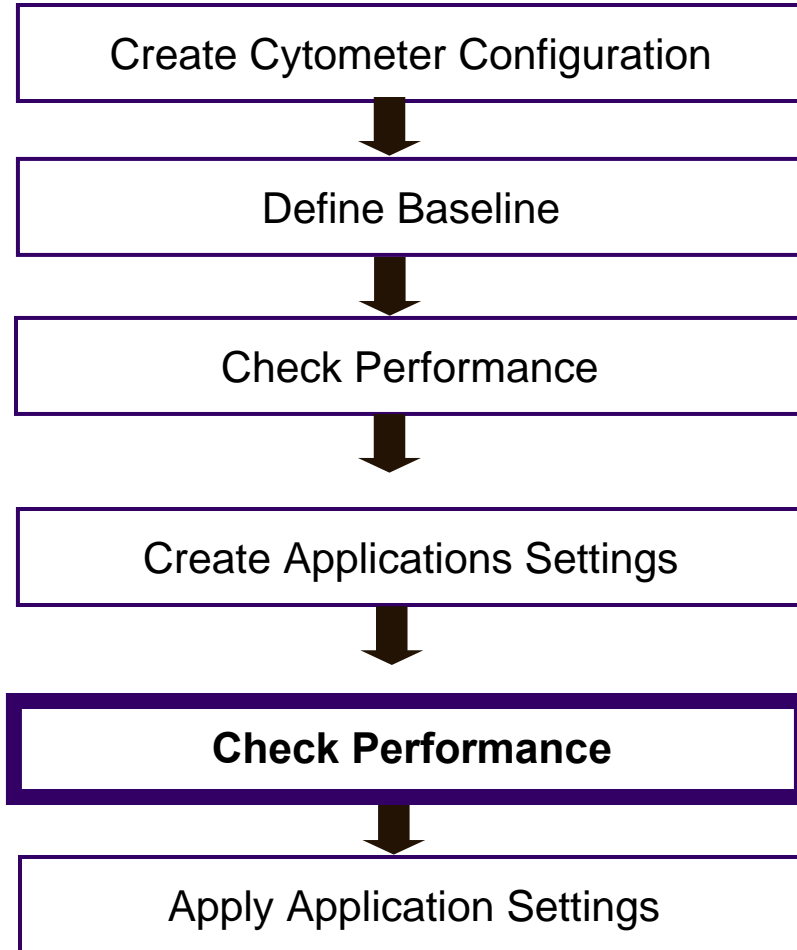 Create Cytometer Configuration
Define Baseline
Check Performance
Create Applications Settings
Check Performance
Apply Application Settings